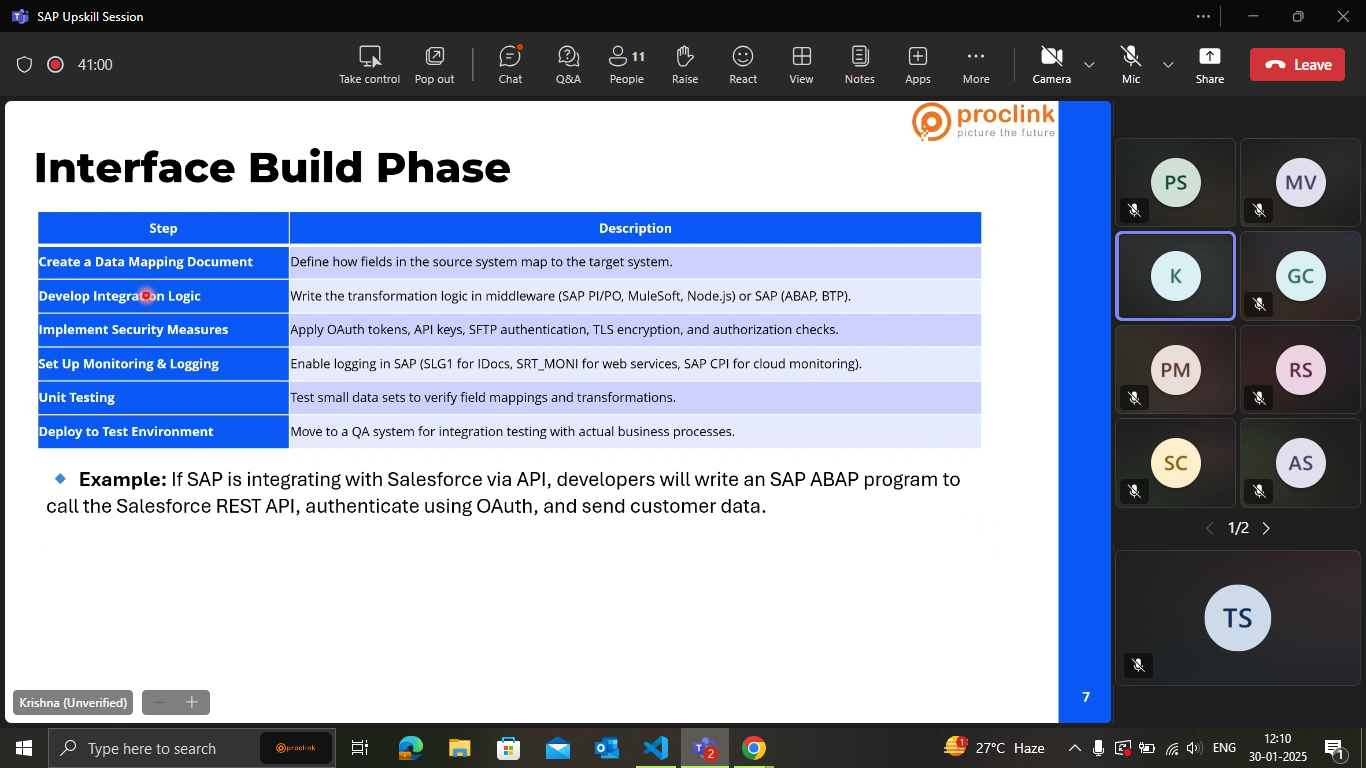 SAP Upskill Session
41:00
Take control
Pop out
Chat
Q&A
11
People
Raise
React
View
Notes
Apps
More
Camera
Mic
Share
Leave
proclink
picture the future
Interface Build Phase
Step Description
Create a Data Mapping Document Define how fields in the source system map to the target system.
Develop Integration Logic Write the transformation logic in middleware (SAP PI/PO, MuleSoft, Node.js) or SAP (ABAP, BTP).
Implement Security Measures Apply OAuth tokens, API keys, SFTP authentication, TLS encryption, and authorization checks.
Set Up Monitoring & Logging Enable logging in SAP (SLG1 for IDocs, SRT_MONI for web services, SAP CPI for cloud monitoring).
Unit Testing Test small data sets to verify field mappings and transformations.
Deploy to Test Environment Move to a QA system for integration testing with actual business processes.
Example: If SAP is integrating with Salesforce via API, developers will write an SAP ABAP program to
call the Salesforce REST API, authenticate using OAuth, and send customer data.
7
Krishna (Unverified)
PS
MV
K
GC
PM
RS
SC
AS
1/2
TS
Type here to search
proclink
2
1
27°C Haze
ENG
12:10
30-01-2025
1